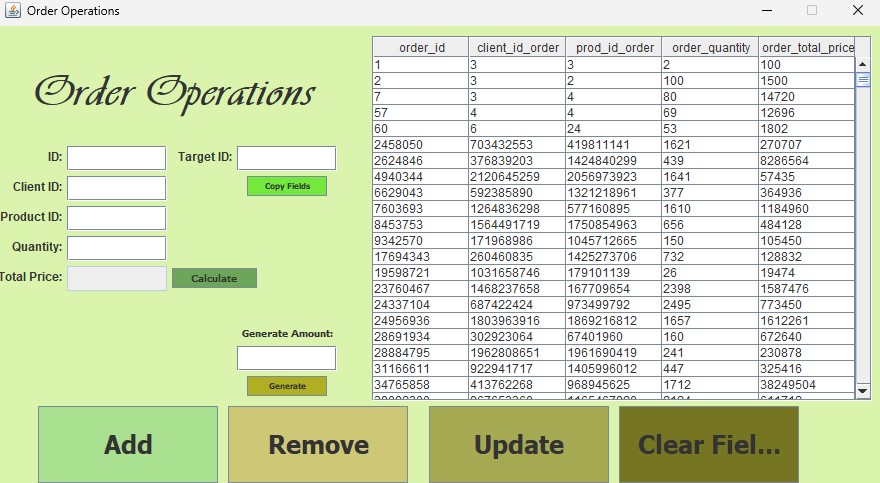 Order Operations
Order Operations
ID:
Target ID:
Client ID:
Copy Fields
Product ID:
Quantity:
Total Price:
Calculate
Generate Amount:
Generate
order_id client_id_order prod_id_order order_quantity order_total_price
1 3 3 2 100
2 3 2 100 1500
7 3 4 80 14720
57 4 4 69 12696
60 6 24 53 1802
2458050 703432553 419811141 1621 270707
2624846 376839203 1424840299 439 8286564
4940344 2120645259 2056973923 1641 57435
6629043 592385890 1321218961 377 364936
7603693 1264836298 577160895 1610 1184960
8453753 1564491719 1750854963 656 484128
9342570 171968986 1045712665 150 105450
17694343 260460835 1425273706 732 128832
19598721 1031658746 179101139 26 19474
23760467 1468237658 167709654 2398 1587476
24337104 687422424 973499792 2495 773450
24956936 1803963916 1869216812 1657 1612261
28691934 302923064 67401960 160 672640
28884795 1962808651 1961690419 241 230878
31166611 922941717 1405996012 447 325416
34765858 413762268 968945625 1712 38249504
Add
Remove
Update
Clear Fiel...